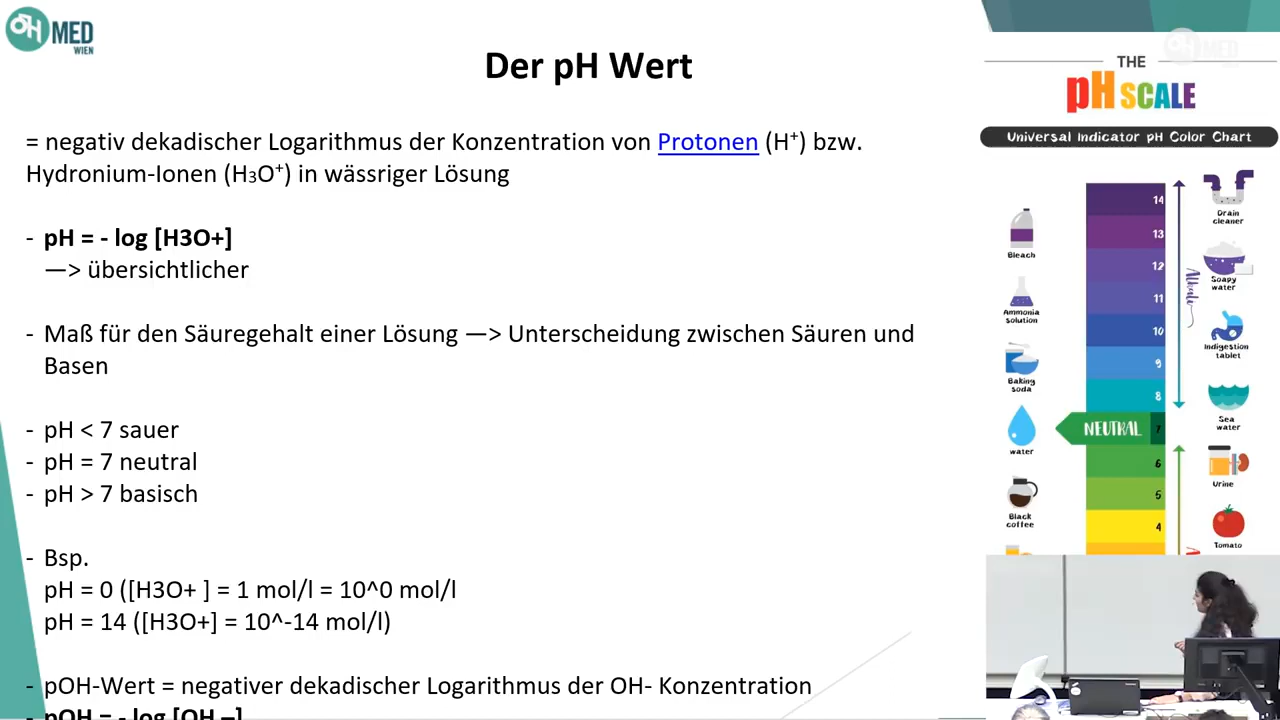 ÖH MED
WIEN
Der pH Wert
= negativ dekadischer Logarithmus der Konzentration von Protonen (H⁺) bzw.
Hydronium-Ionen (H₃O⁺) in wässriger Lösung
- pH = - log [H3O+]
—> übersichtlicher
- Maß für den Säuregehalt einer Lösung —> Unterscheidung zwischen Säuren und
Basen
- pH < 7 sauer
- pH = 7 neutral
- pH > 7 basisch
- Bsp.
pH = 0 ([H3O+ ] = 1 mol/l = 10^0 mol/l
pH = 14 ([H3O+] = 10^-14 mol/l)
- pOH-Wert = negativer dekadischer Logarithmus der OH- Konzentration
- pOH = - log [OH –]
ÖH MED
THE
pH SCALE
Universal Indicator pH Color Chart
14
Drain
cleaner
13
Bleach
12
Soapy
water
Alkaline
11
Ammonia
solution
10
Indigestion
tablet
9
Baking
soda
8
Sea
water
NEUTRAL 7
water
6
Urine
5
Black
coffee
4
Tomato